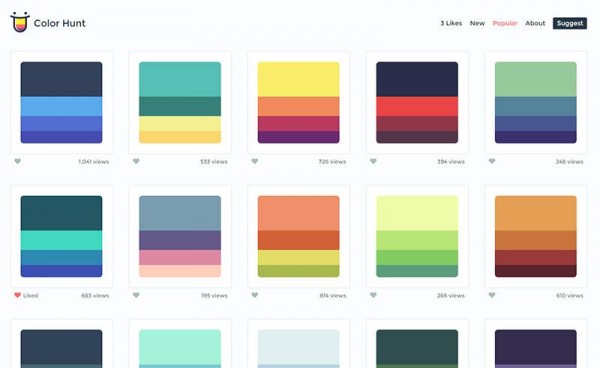 Color Hunt
3 Likes New Popular About Suggest
1,041 views 533 views 726 views 394 views 248 views
Liked 683 views 195 views 814 views 266 views 610 views